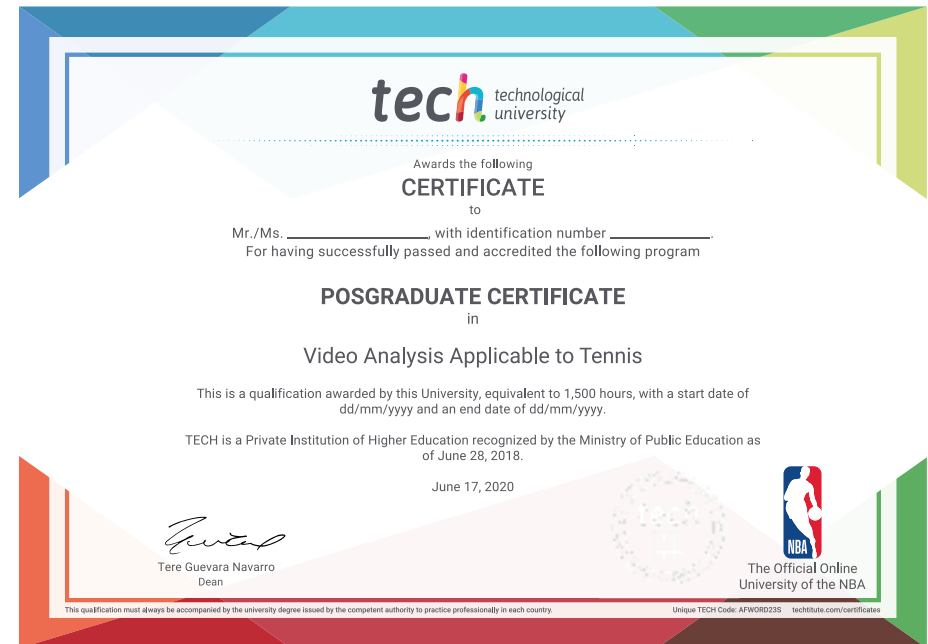 tech technological
university
Awards the following
CERTIFICATE
to
Mr./Ms. ____________, with identification number ____________.
For having successfully passed and accredited the following program
POSGRADUATE CERTIFICATE
in
Video Analysis Applicable to Tennis
This is a qualification awarded by this University, equivalent to 1,500 hours, with a start date of
dd/mm/yyyy and an end date of dd/mm/yyyy.
TECH is a Private Institution of Higher Education recognized by the Ministry of Public Education as
of June 28, 2018.
June 17, 2020
tech
Tere Guevara Navarro
Dean
NBA
The Official Online
University of the NBA
This qualification must always be accompanied by the university degree issued by the competent authority to practice professionally in each country.
Unique TECH Code: AFWORD23S techtitute.com/certificates